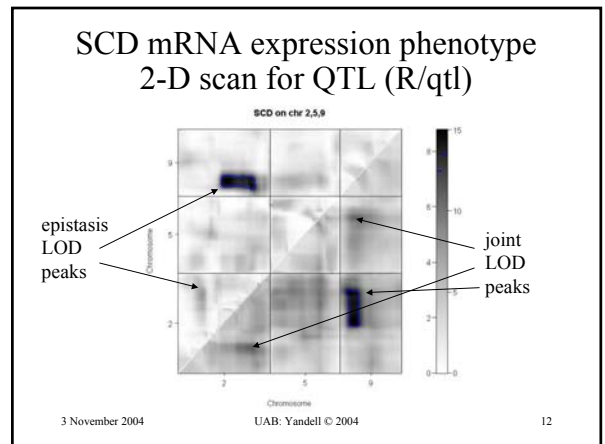 SCD mRNA expression phenotype
2-D scan for QTL (R/qtl)
SCD on chr 2,5,9
epistasis
LOD
peaks
joint
LOD
peaks
Chromosome
9
5
2
2
5
9
Chromosome
15
10
5
0
8
6
4
2
0
3 November 2004
UAB: Yandell © 2004
12